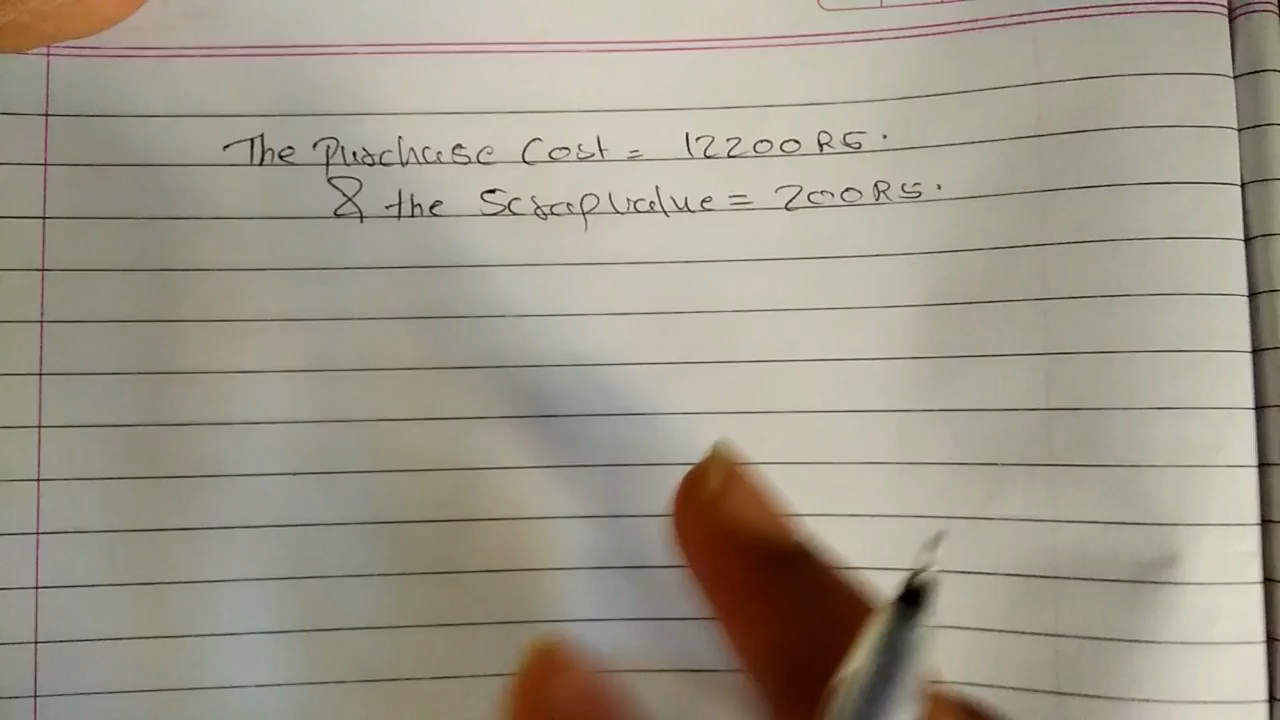 The Purchase Cost = 12200 RS.
& the Scrap value = 200 RS.